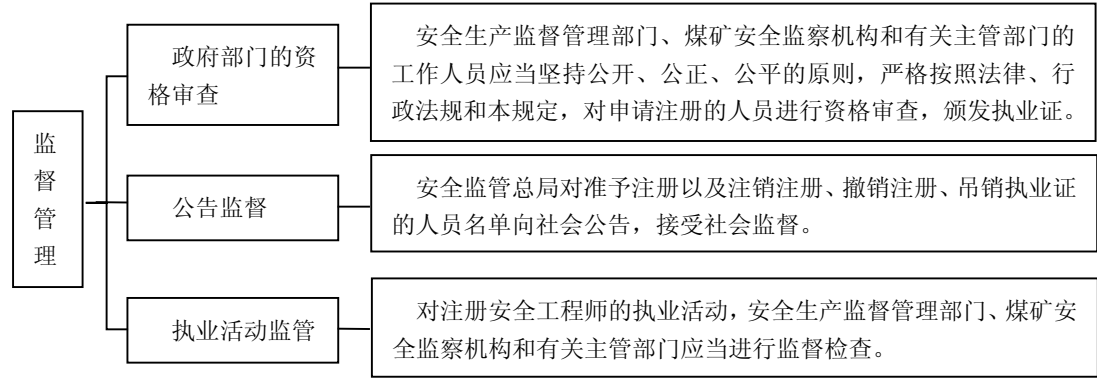 监
督
管
理
政府部门的资
格审查
安全生产监督管理部门、煤矿安全监察机构和有关主管部门的
工作人员应当坚持公开、公正、公平的原则，严格按照法律、行
政法规和本规定，对申请注册的人员进行资格审查，颁发执业证。
公告监督
安全监管总局对准予注册以及注销注册、撤销注册、吊销执业证
的人员名单向社会公告，接受社会监督。
执业活动监管
对注册安全工程师的执业活动，安全生产监督管理部门、煤矿安
全监察机构和有关主管部门应当进行监督检查。